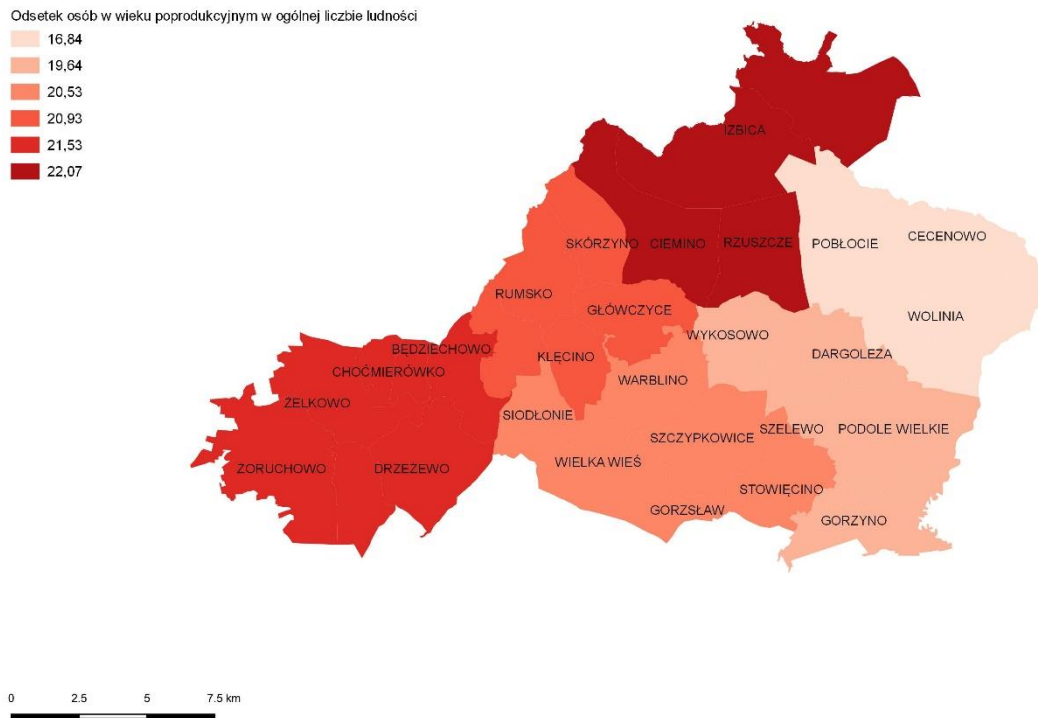 Odsetek osób w wieku poprodukcyjnym w ogólnej liczbie ludności
16,84
19,64
20,53
20,93
21,53
22,07
IZBICA
SKÓRZYNO
CIEMINO
RZUSZCZE
POBŁOCIE
CECENOWO
RUMSKO
GŁÓWCZYCE
WOLINIA
WYKOSOWO
BĘDZIECHOWO
KLĘCINO
DARGOLEZA
CHOĆMIERÓWKO
WARBLINO
ŻELKOWO
SIODŁONIE
SZCZYPKOWICE
SZELEWO
PODOLE WIELKIE
ŻORUCHOWO
DRZEŻEWO
WIELKA WIEŚ
STOWIĘCINO
GORZSŁAW
GORZYNO
0 2.5 5 7.5 km